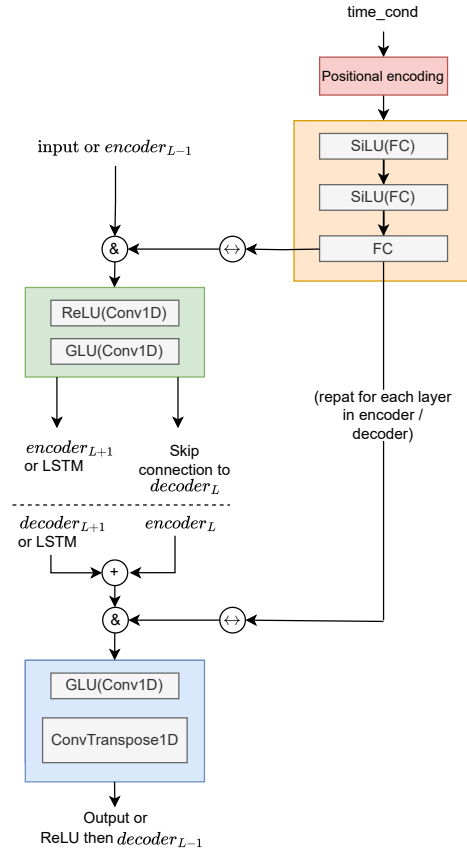 time_cond
Positional encoding
SiLU(FC)
SiLU(FC)
FC
input or encoder_{L-1}
&
↔
ReLU(Conv1D)
GLU(Conv1D)
(repat for each layer
in encoder /
decoder)
encoder_{L+1}
or LSTM
Skip
connection to
decoder_L
decoder_{L+1}
or LSTM
encoder_L
+
&
↔
GLU(Conv1D)
ConvTranspose1D
Output or
ReLU then decoder_{L-1}